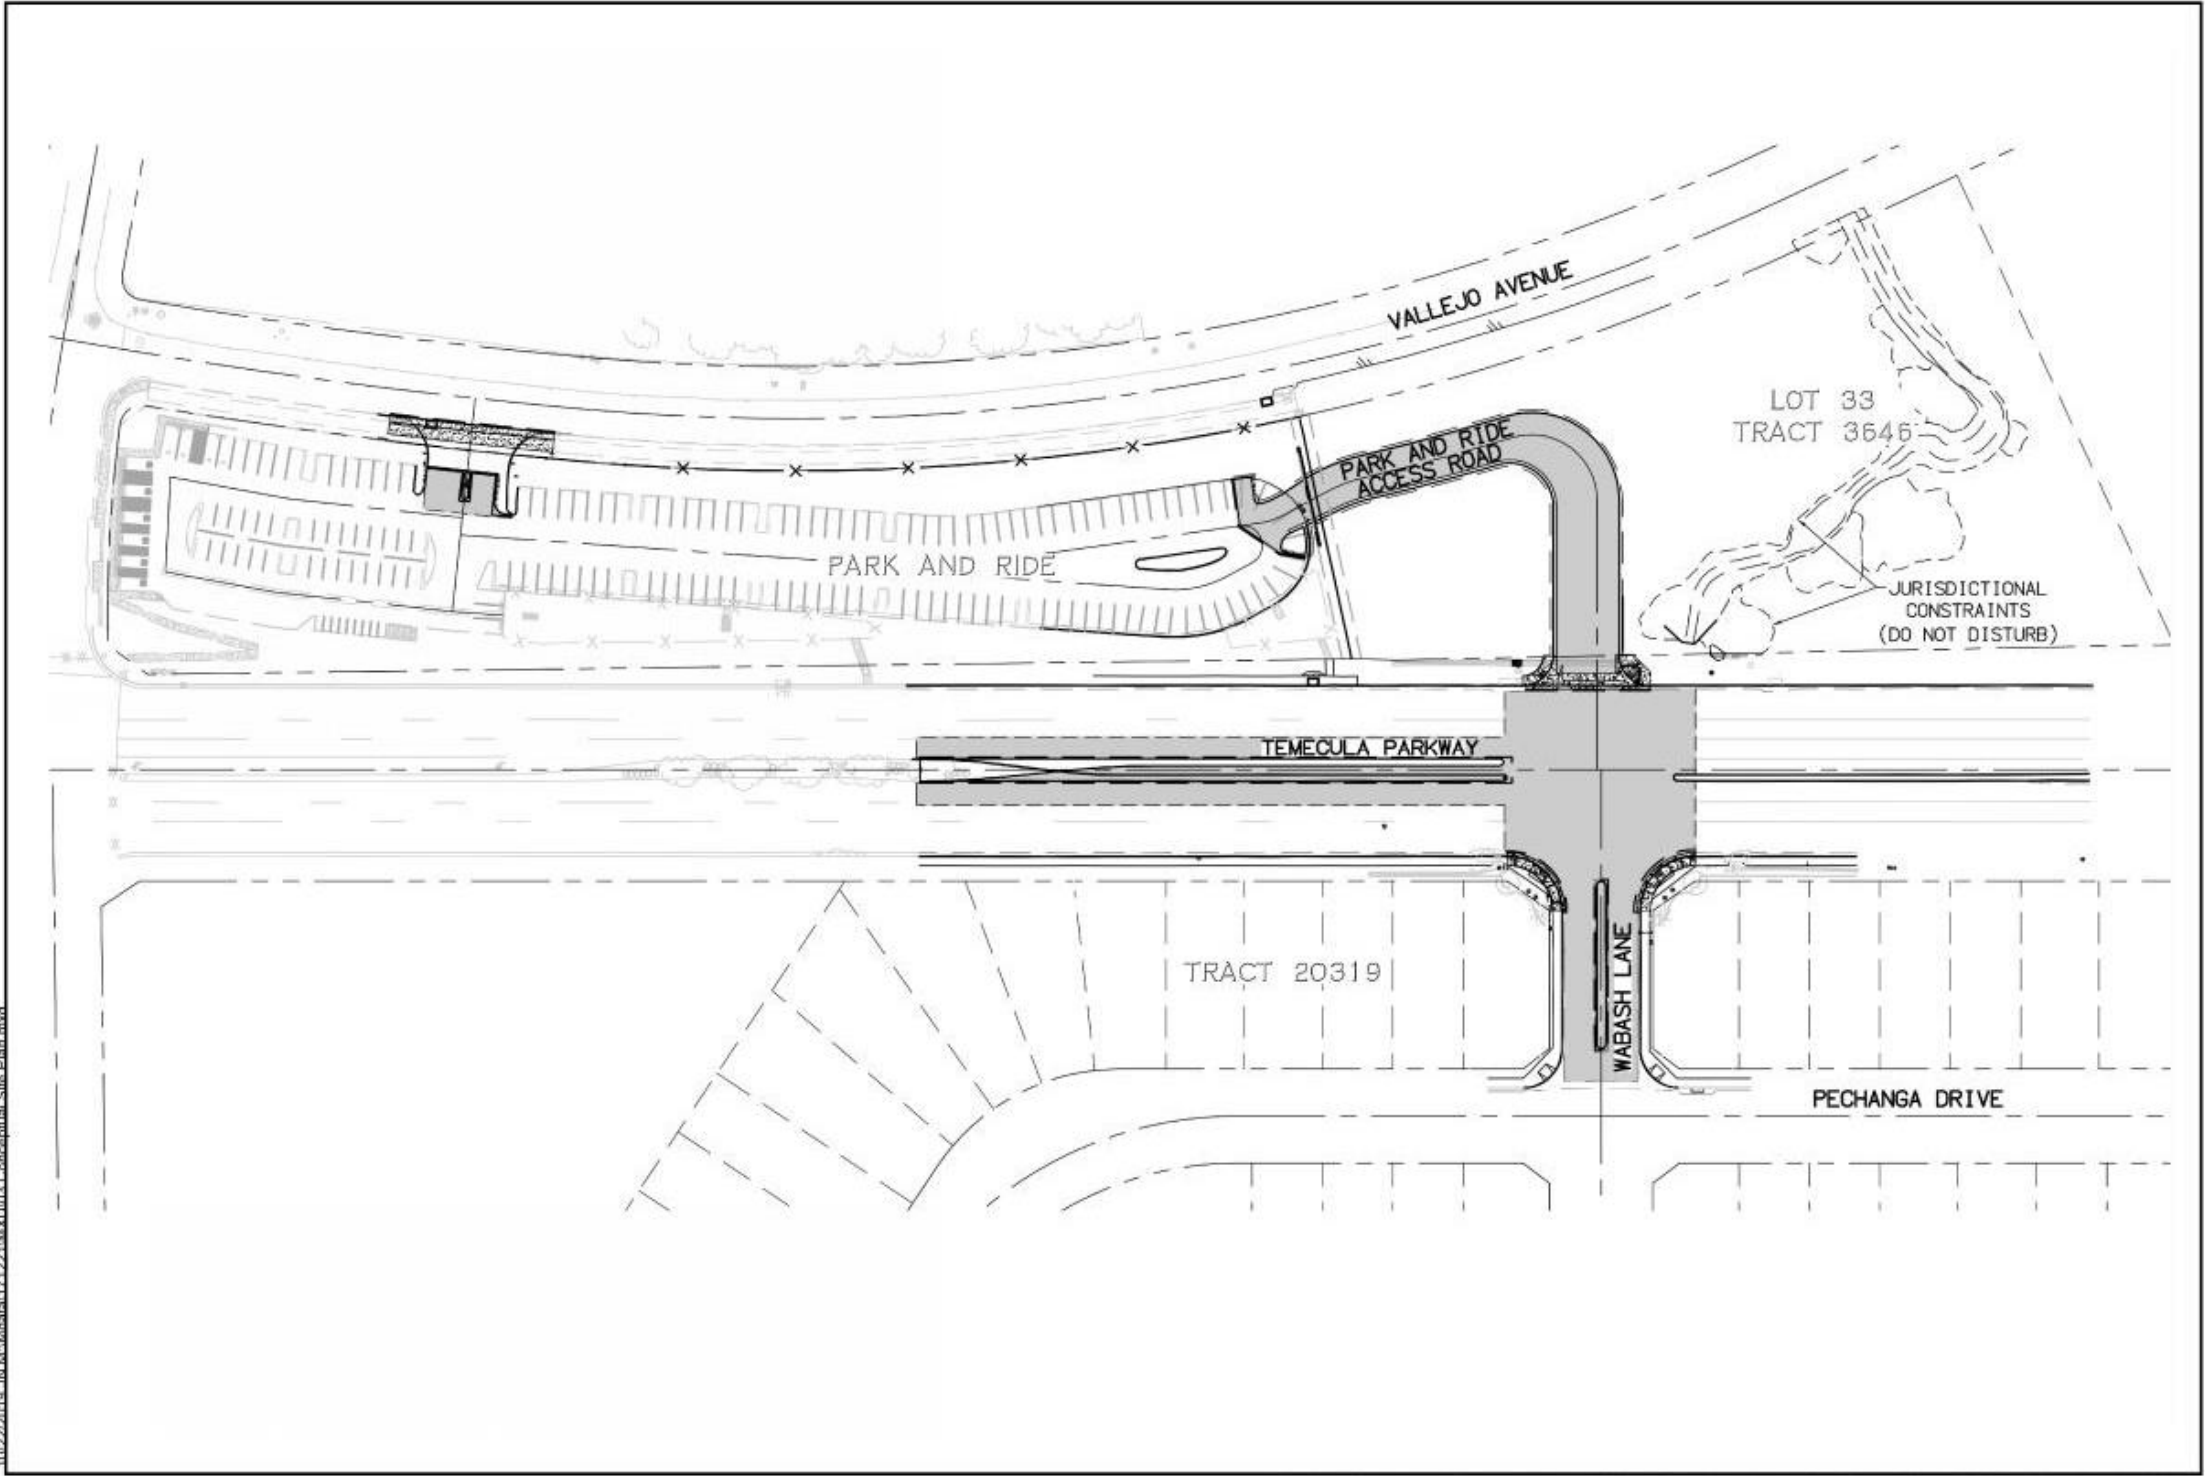 VALLEJO AVENUE
LOT 33
TRACT 3646
PARK AND RIDE
ACCESS ROAD
PARK AND RIDE
JURISDICTIONAL
CONSTRAINTS
(DO NOT DISTURB)
TEMECULA PARKWAY
TRACT 20319
WABASH LANE
PECHANGA DRIVE